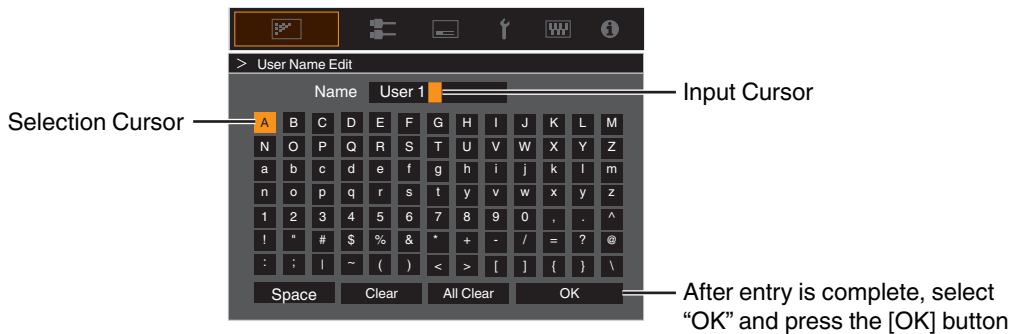 > User Name Edit
Name User 1
Input Cursor
Selection Cursor
A B C D E F G H I J K L M
N O P Q R S T U V W X Y Z
a b c d e f g h i j k l m
n o p q r s t y v w x y z
1 2 3 4 5 6 7 8 9 0 , . ^
! " # $ % & * + - / = ? @
: ; | ~ ( ) < > [ ] { } \
Space Clear All Clear OK
After entry is complete, select
“OK” and press the [OK] button